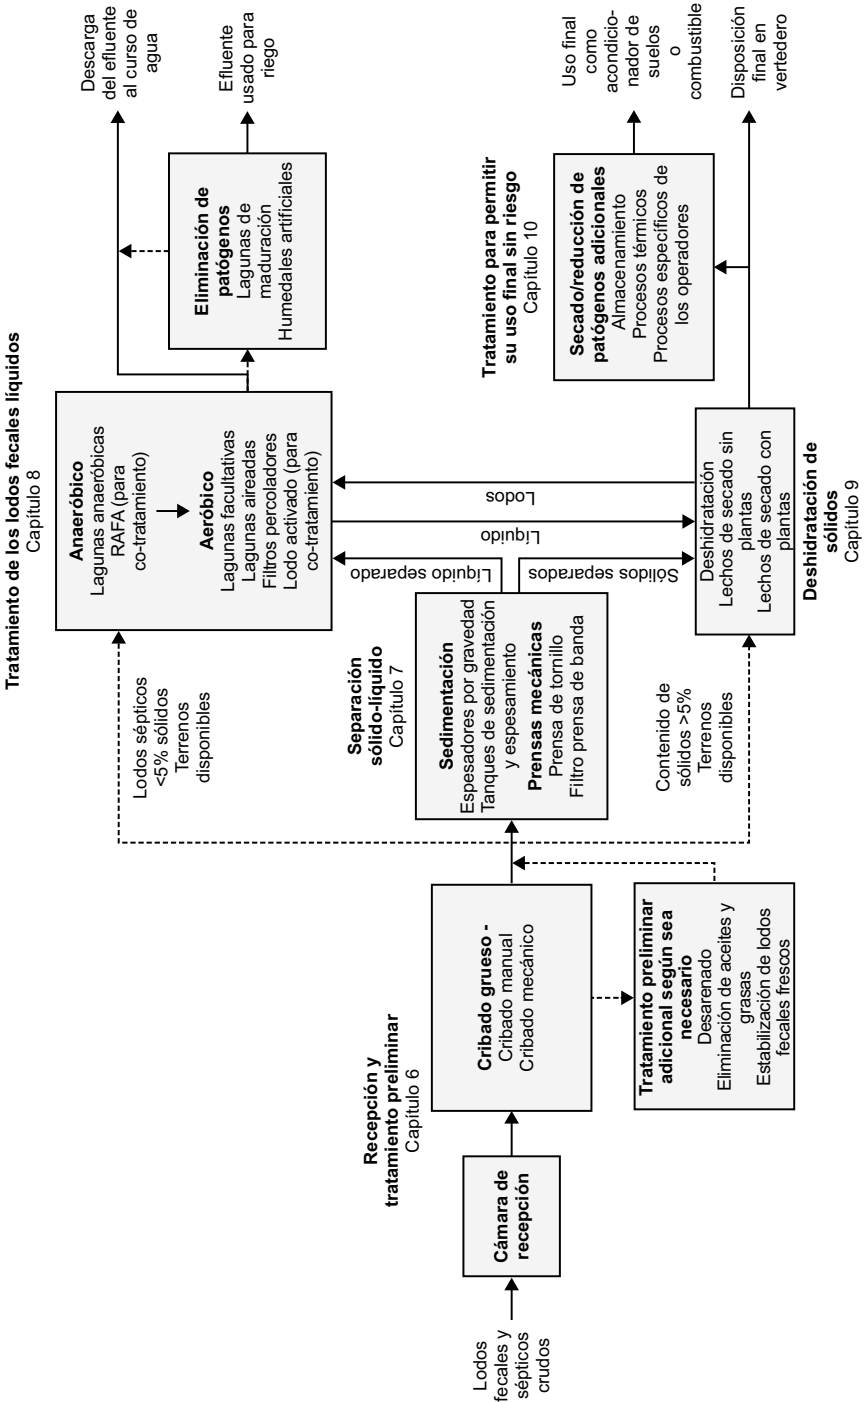 Lodos
fecales y
sépticos
crudos
Cámara de
recepción
Recepción y
tratamiento preliminar
Capítulo 6
Cribado grueso -
Cribado manual
Cribado mecánico
Tratamiento preliminar
adicional según sea
necesario
Desarenado
Eliminación de aceites y
grasas
Estabilización de lodos
fecales frescos
Separación
sólido-líquido
Capítulo 7
Sedimentación
Espesadores por gravedad
Tanques de sedimentación
y espesamiento
Prensas mecánicas
Prensa de tornillo
Filtro prensa de banda
Lodos sépticos
<5% sólidos
Terrenos
disponibles
Contenido de
sólidos >5%
Terrenos
disponibles
Líquido separado
Sólidos separados
Líquido
Lodos
Tratamiento de los lodos fecales líquidos
Capítulo 8
Anaeróbico
Lagunas anaeróbicas
RAFA (para
co-tratamiento)
Aeróbico
Lagunas facultativas
Lagunas aireadas
Filtros percoladores
Lodo activado (para
co-tratamiento)
Deshidratación
Lechos de secado sin
plantas
Lechos de secado con
plantas
Deshidratación de
sólidos
Capítulo 9
Eliminación de
patógenos
Lagunas de
maduración
Humedales artificiales
Tratamiento para permitir
su uso final sin riesgo
Capítulo 10
Secado/reducción de
patógenos adicionales
Almacenamiento
Procesos térmicos
Procesos específicos de
los operadores
Descarga
del efluente
al curso de
agua
Efluente
usado para
riego
Uso final
como
acondicio-
nador de
suelos
o
combustible
Disposición
final en
vertedero